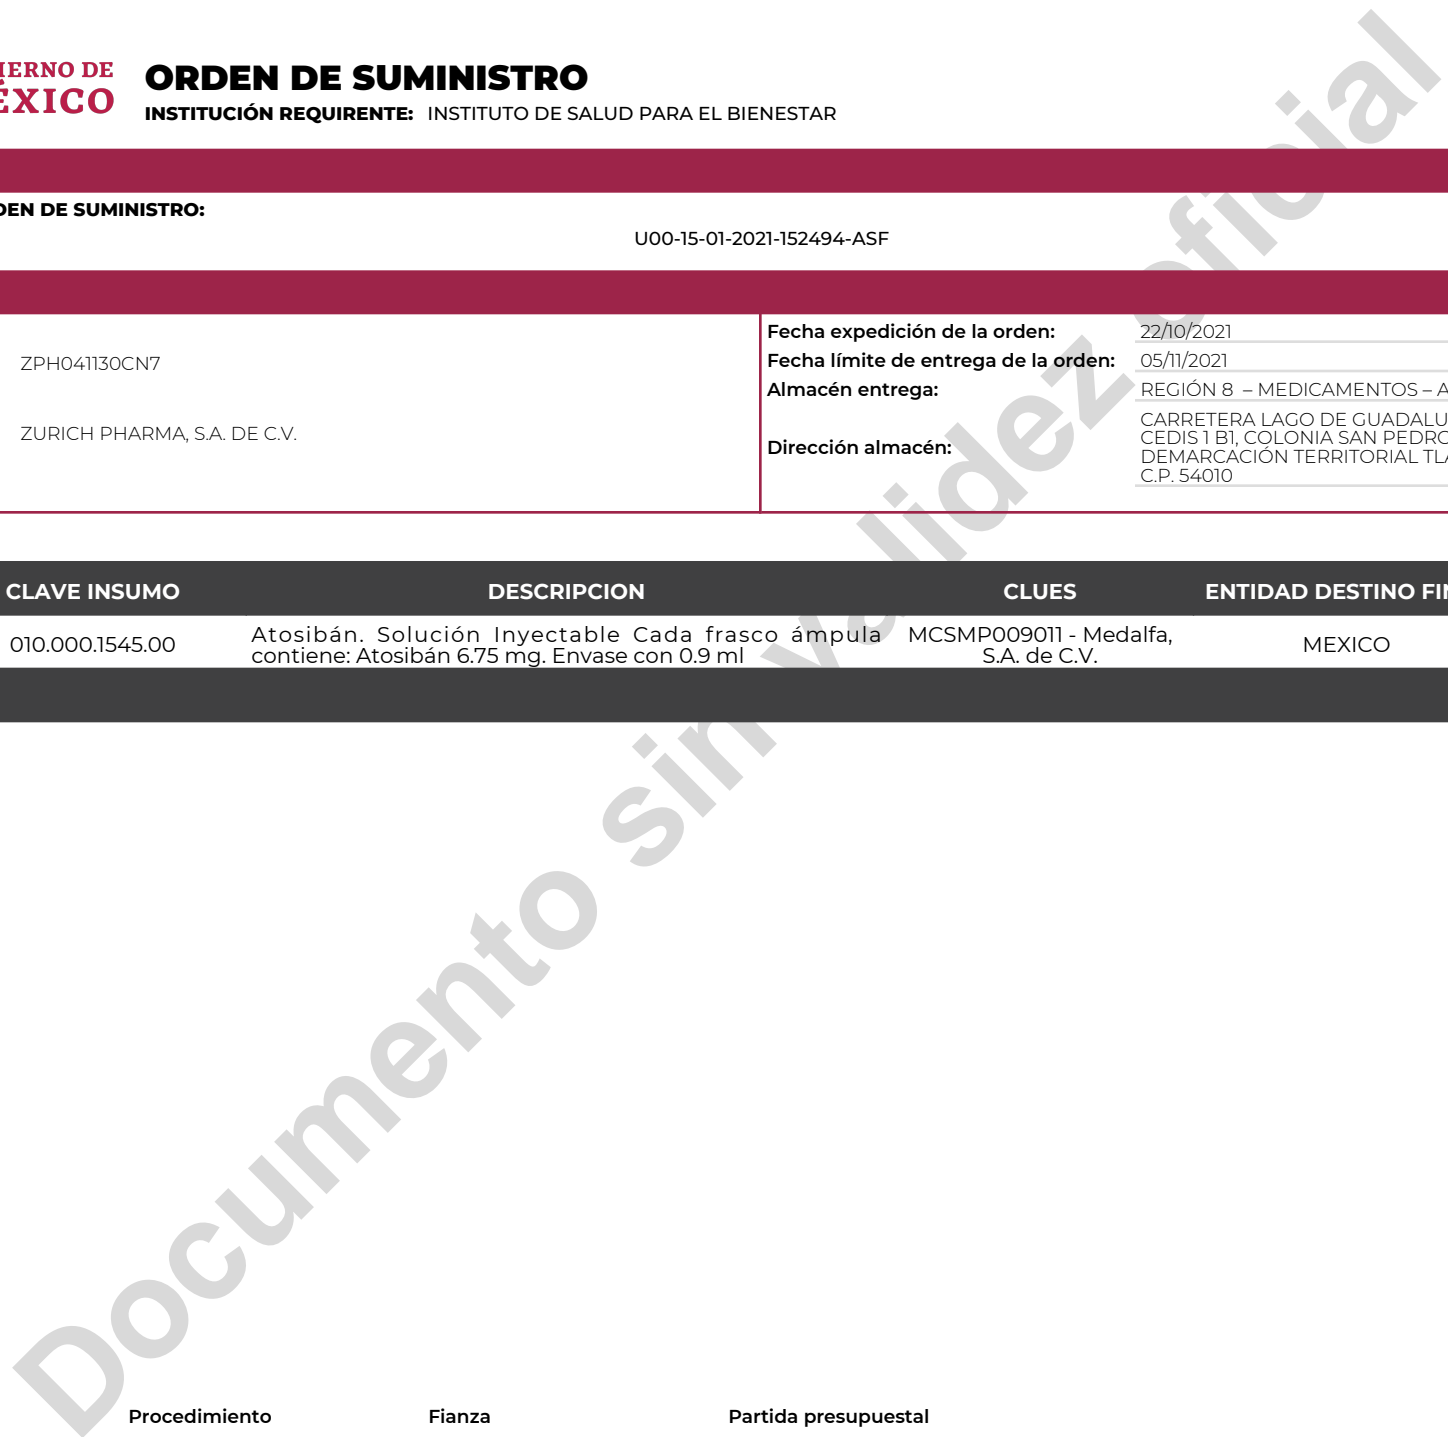 IERNO DE
ÉXICO
ORDEN DE SUMINISTRO
INSTITUCIÓN REQUIRENTE: INSTITUTO DE SALUD PARA EL BIENESTAR
DEN DE SUMINISTRO:
U00-15-01-2021-152494-ASF
ZPH041130CN7
ZURICH PHARMA, S.A. DE C.V.
Fecha expedición de la orden: 22/10/2021
Fecha límite de entrega de la orden: 05/11/2021
Almacén entrega: REGIÓN 8 – MEDICAMENTOS – A
Dirección almacén:
CARRETERA LAGO DE GUADALU
CEDIS 1 B1, COLONIA SAN PEDRO
DEMARCACIÓN TERRITORIAL TLA
C.P. 54010
CLAVE INSUMO DESCRIPCION CLUES ENTIDAD DESTINO FIN
010.000.1545.00
Atosibán. Solución Inyectable Cada frasco ámpula
contiene: Atosibán 6.75 mg. Envase con 0.9 ml
MCSMP009011 - Medalfa,
S.A. de C.V.
MEXICO
Documento sin validez oficial
Procedimiento Fianza Partida presupuestal